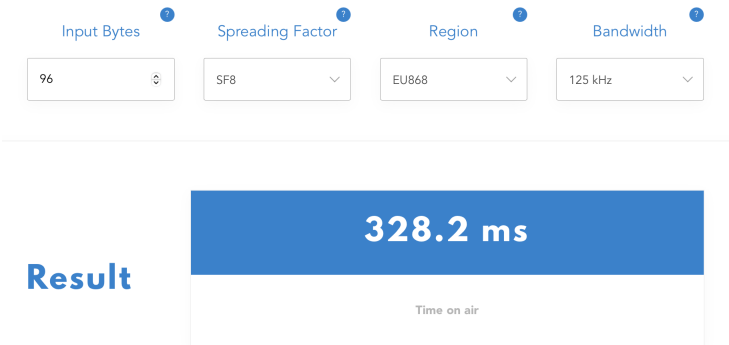 ? ? ? ?
Input Bytes Spreading Factor Region Bandwidth
96 SF8 EU868 125 kHz
328.2 ms
Result
Time on air